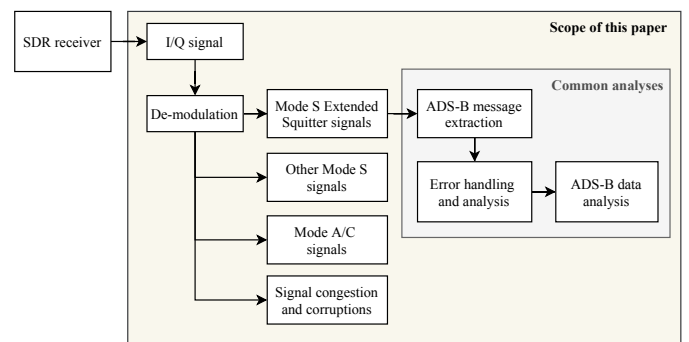 Scope of this paper
SDR receiver
I/Q signal
Common analyses
De-modulation
Mode S Extended
Squitter signals
ADS-B message
extraction
Other Mode S
signals
Error handling
and analysis
ADS-B data
analysis
Mode A/C
signals
Signal congestion
and corruptions